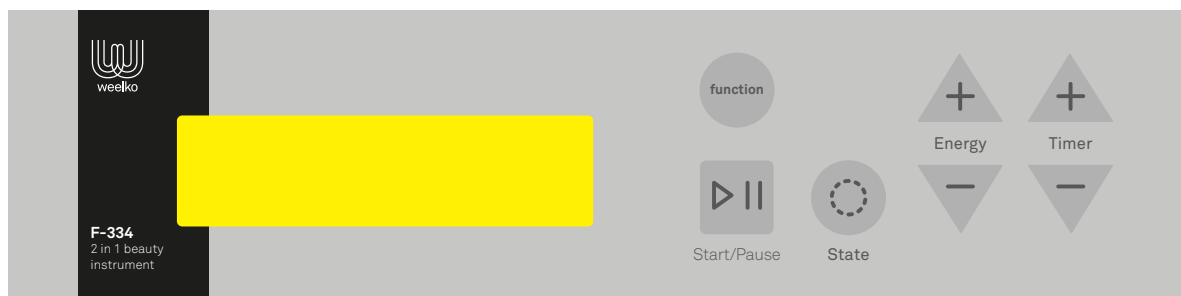 weelko
F-334
2 in 1 beauty
instrument
function
Start/Pause
State
Energy
Timer